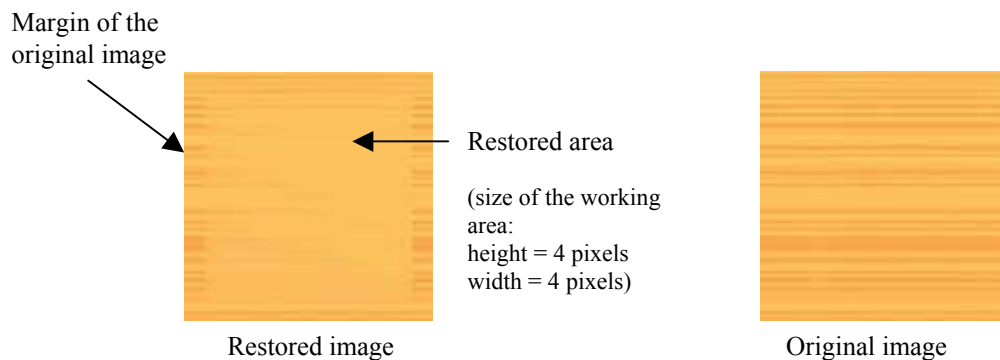 Margin of the
original image
Restored area
(size of the working
area:
height = 4 pixels
width = 4 pixels)
Restored image
Original image